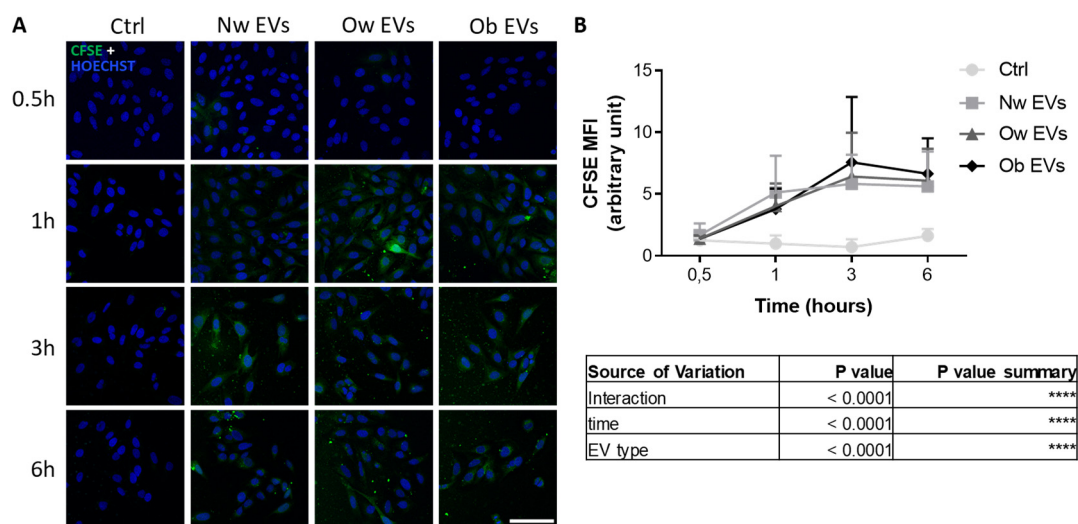 A
Ctrl
Nw EVs
Ow EVs
Ob EVs
CFSE +
HOECHST
0.5h
1h
3h
6h
B
CFSE MFI
(arbitrary unit)
15
10
5
0
0,5
1
3
6
Time (hours)
Ctrl
Nw EVs
Ow EVs
Ob EVs
Source of Variation P value P value summary
Interaction < 0.0001 ****
time < 0.0001 ****
EV type < 0.0001 ****